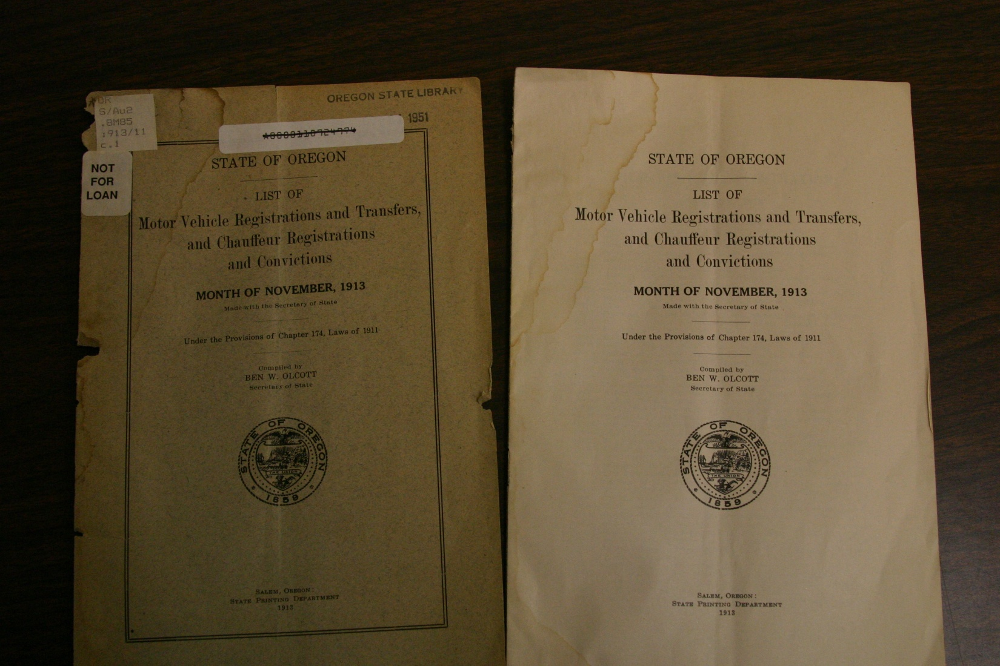 OR
S/Au2
.8M85
:913/11
c.1
NOT
FOR
LOAN
OREGON STATE LIBRARY
1951
STATE OF OREGON
LIST OF
Motor Vehicle Registrations and Transfers,
and Chauffeur Registrations
and Convictions
MONTH OF NOVEMBER, 1913
Made with the Secretary of State
Under the Provisions of Chapter 174, Laws of 1911
Compiled by
BEN W. OLCOTT
Secretary of State
STATE OF OREGON
THE UNION
1859
SALEM, OREGON:
STATE PRINTING DEPARTMENT
1913
STATE OF OREGON
LIST OF
Motor Vehicle Registrations and Transfers,
and Chauffeur Registrations
and Convictions
MONTH OF NOVEMBER, 1913
Made with the Secretary of State
Under the Provisions of Chapter 174, Laws of 1911
Compiled by
BEN W. OLCOTT
Secretary of State
STATE OF OREGON
THE UNION
1859
SALEM, OREGON:
STATE PRINTING DEPARTMENT
1913